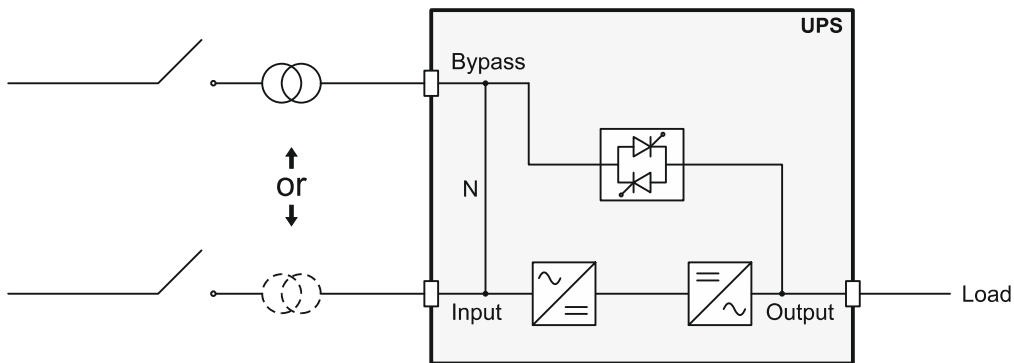 UPS
Bypass
or
N
Input
Output
Load